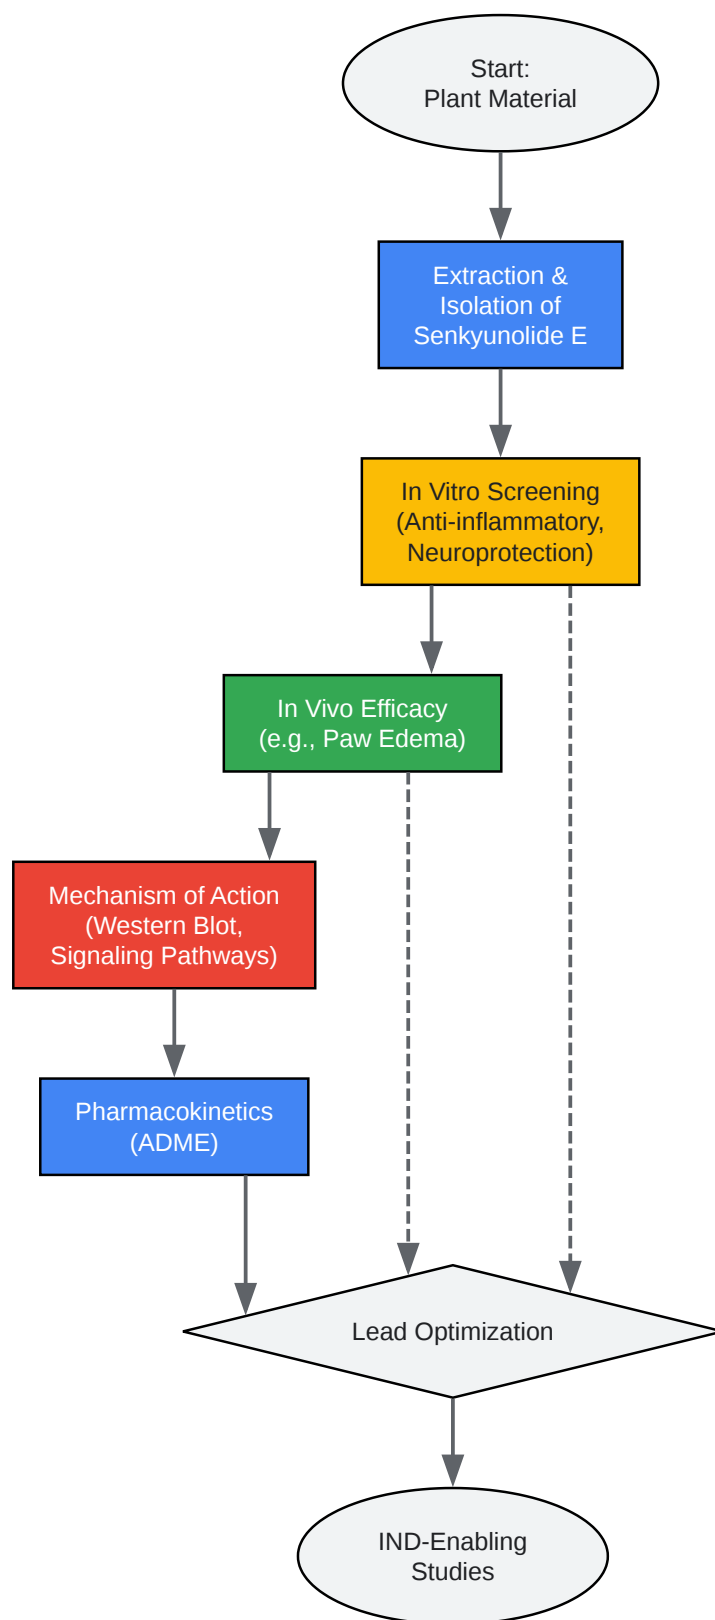 Start:
Plant Material
Extraction &
Isolation of
Senkyunolide E
In Vitro Screening
(Anti-inflammatory,
Neuroprotection)
In Vivo Efficacy
(e.g., Paw Edema)
Mechanism of Action
(Western Blot,
Signaling Pathways)
Pharmacokinetics
(ADME)
Lead Optimization
IND-Enabling
Studies